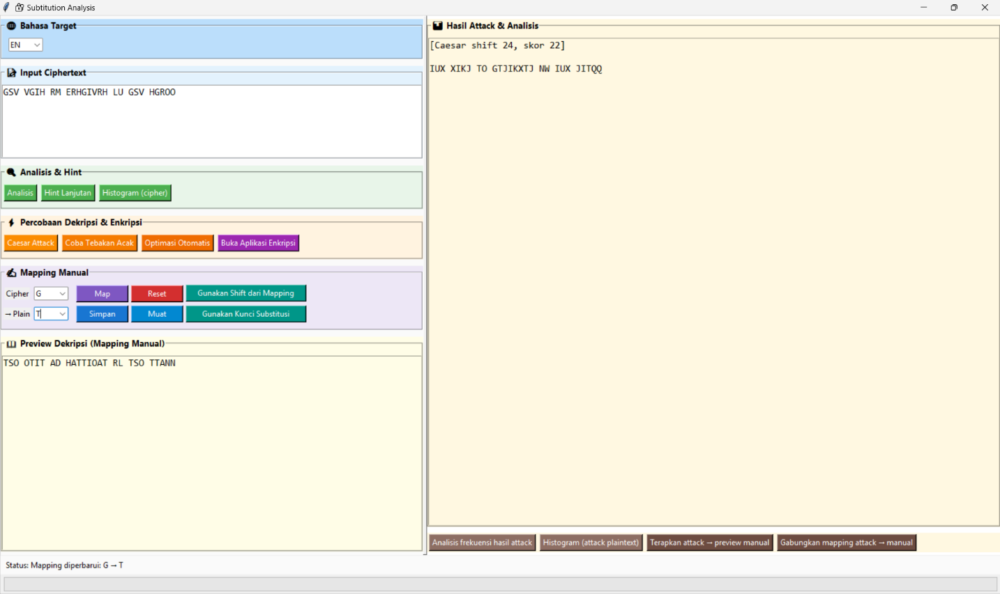 Subtitution Analysis
Bahasa Target
EN
Input Ciphertext
GSV VGIH RM ERHGIVRH LU GSV HGROO
Analisis & Hint
Analisis Hint Lanjutan Histogram (cipher)
Percobaan Dekripsi & Enkripsi
Caesar Attack Coba Tebakan Acak Optimasi Otomatis Buka Aplikasi Enkripsi
Mapping Manual
Cipher G Map Reset Gunakan Shift dari Mapping
→ Plain T Simpan Muat Gunakan Kunci Substitusi
Preview Dekripsi (Mapping Manual)
TSO OTIT AD HATTIOAT RL TSO TTANN
Hasil Attack & Analisis
[Caesar shift 24, skor 22]
IUX XIKJ TO GTJIKXTJ NW IUX JITQQ
Analisis frekuensi hasil attack Histogram (attack plaintext) Terapkan attack → preview manual Gabungkan mapping attack → manual
Status: Mapping diperbarui: G → T